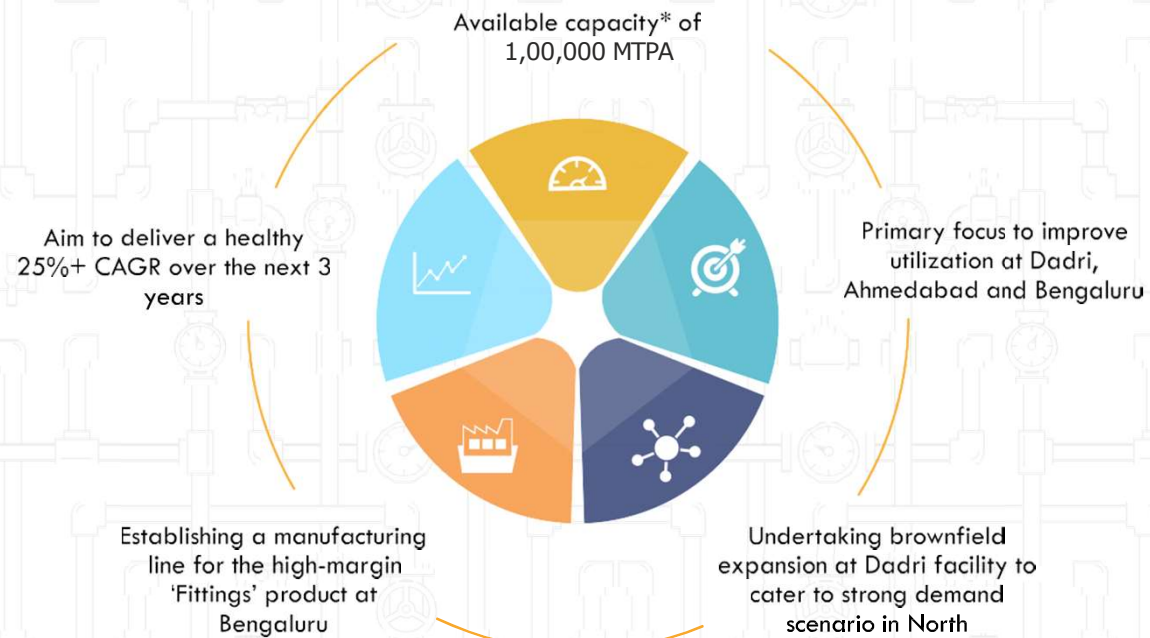 Available capacity* of
1,00,000 MTPA
Primary focus to improve
utilization at Dadri,
Ahmedabad and Bengaluru
Undertaking brownfield
expansion at Dadri facility to
cater to strong demand
scenario in North
Establishing a manufacturing
line for the high-margin
‘Fittings’ product at
Bengaluru
Aim to deliver a healthy
25%+ CAGR over the next 3
years